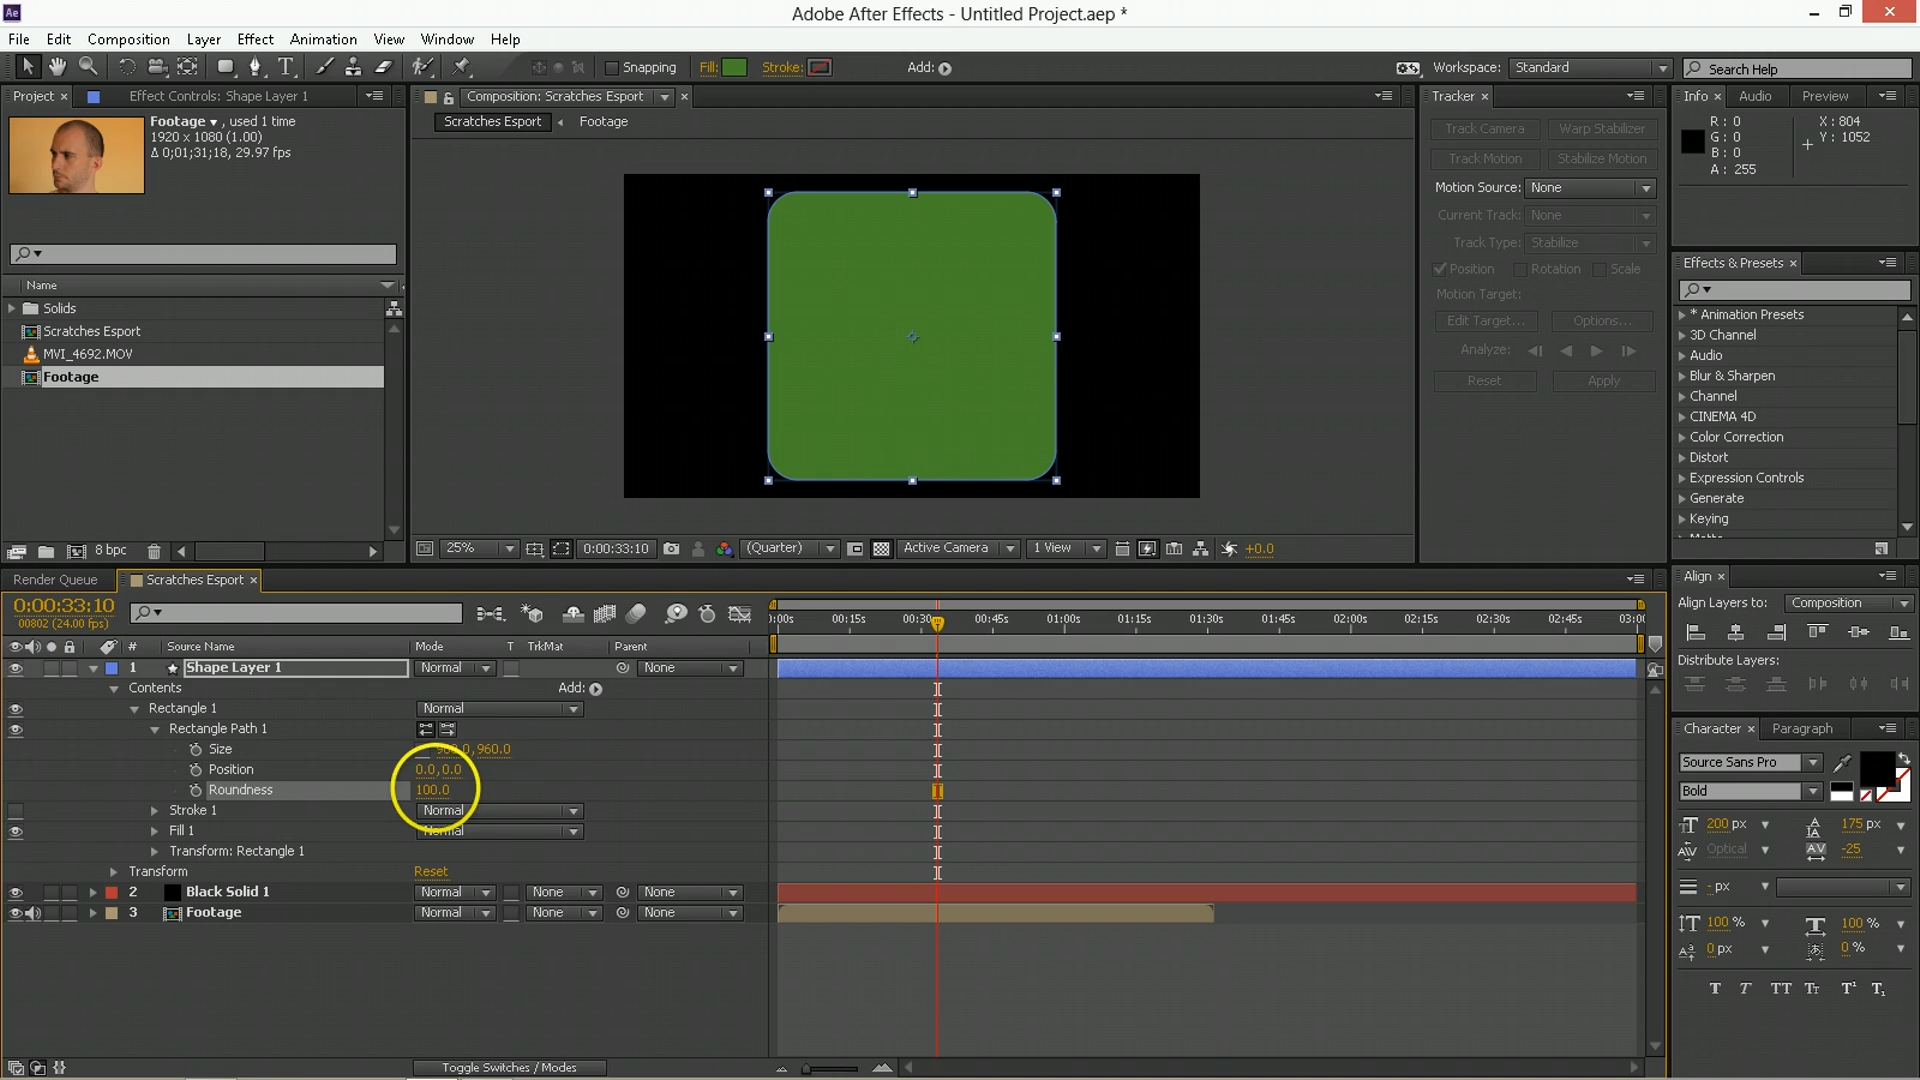 Ae
Adobe After Effects - Untitled Project.aep *
File Edit Composition Layer Effect Animation View Window Help
Snapping Fill: Stroke: Add: Workspace: Standard Search Help
Project × Effect Controls: Shape Layer 1
Footage , used 1 time
1920 x 1080 (1.00)
Δ 0;01;31;18, 29.97 fps
Name
Solids
Scratches Esport
MVI_4692.MOV
Footage
8 bpc
Composition: Scratches Esport ×
Scratches Esport Footage
25% 0:00:33:10 (Quarter) Active Camera 1 View +0.0
Tracker ×
Track Camera Warp Stabilizer
Track Motion Stabilize Motion
Motion Source: None
Current Track: None
Track Type: Stabilize
Position Rotation Scale
Motion Target:
Edit Target... Options...
Analyze:
Reset Apply
Info × Audio Preview
R: 0 X: 804
G: 0 Y: 1052
B: 0
A: 255
Effects & Presets ×
* Animation Presets
3D Channel
Audio
Blur & Sharpen
Channel
CINEMA 4D
Color Correction
Distort
Expression Controls
Generate
Keying
Align ×
Align Layers to: Composition
Distribute Layers:
Character × Paragraph
Source Sans Pro
Bold
200 px 175 px
Optical -25
- px
100 % 100 %
0 px 0 %
T T TT Tt T¹ T₁
Render Queue Scratches Esport ×
0:00:33:10
00802 (24.00 fps)
:00s 00:15s 00:30 00:45s 01:00s 01:15s 01:30s 01:45s 02:00s 02:15s 02:30s 02:45s 03:00
# Source Name Mode T TrkMat Parent
1 Shape Layer 1 Normal None
Contents Add:
Rectangle 1 Normal
Rectangle Path 1
Size 960.0,960.0
Position 0.0,0.0
Roundness 100.0
Stroke 1 Normal
Fill 1 Normal
Transform: Rectangle 1
Transform Reset
2 Black Solid 1 Normal None None
3 Footage Normal None None
Toggle Switches / Modes